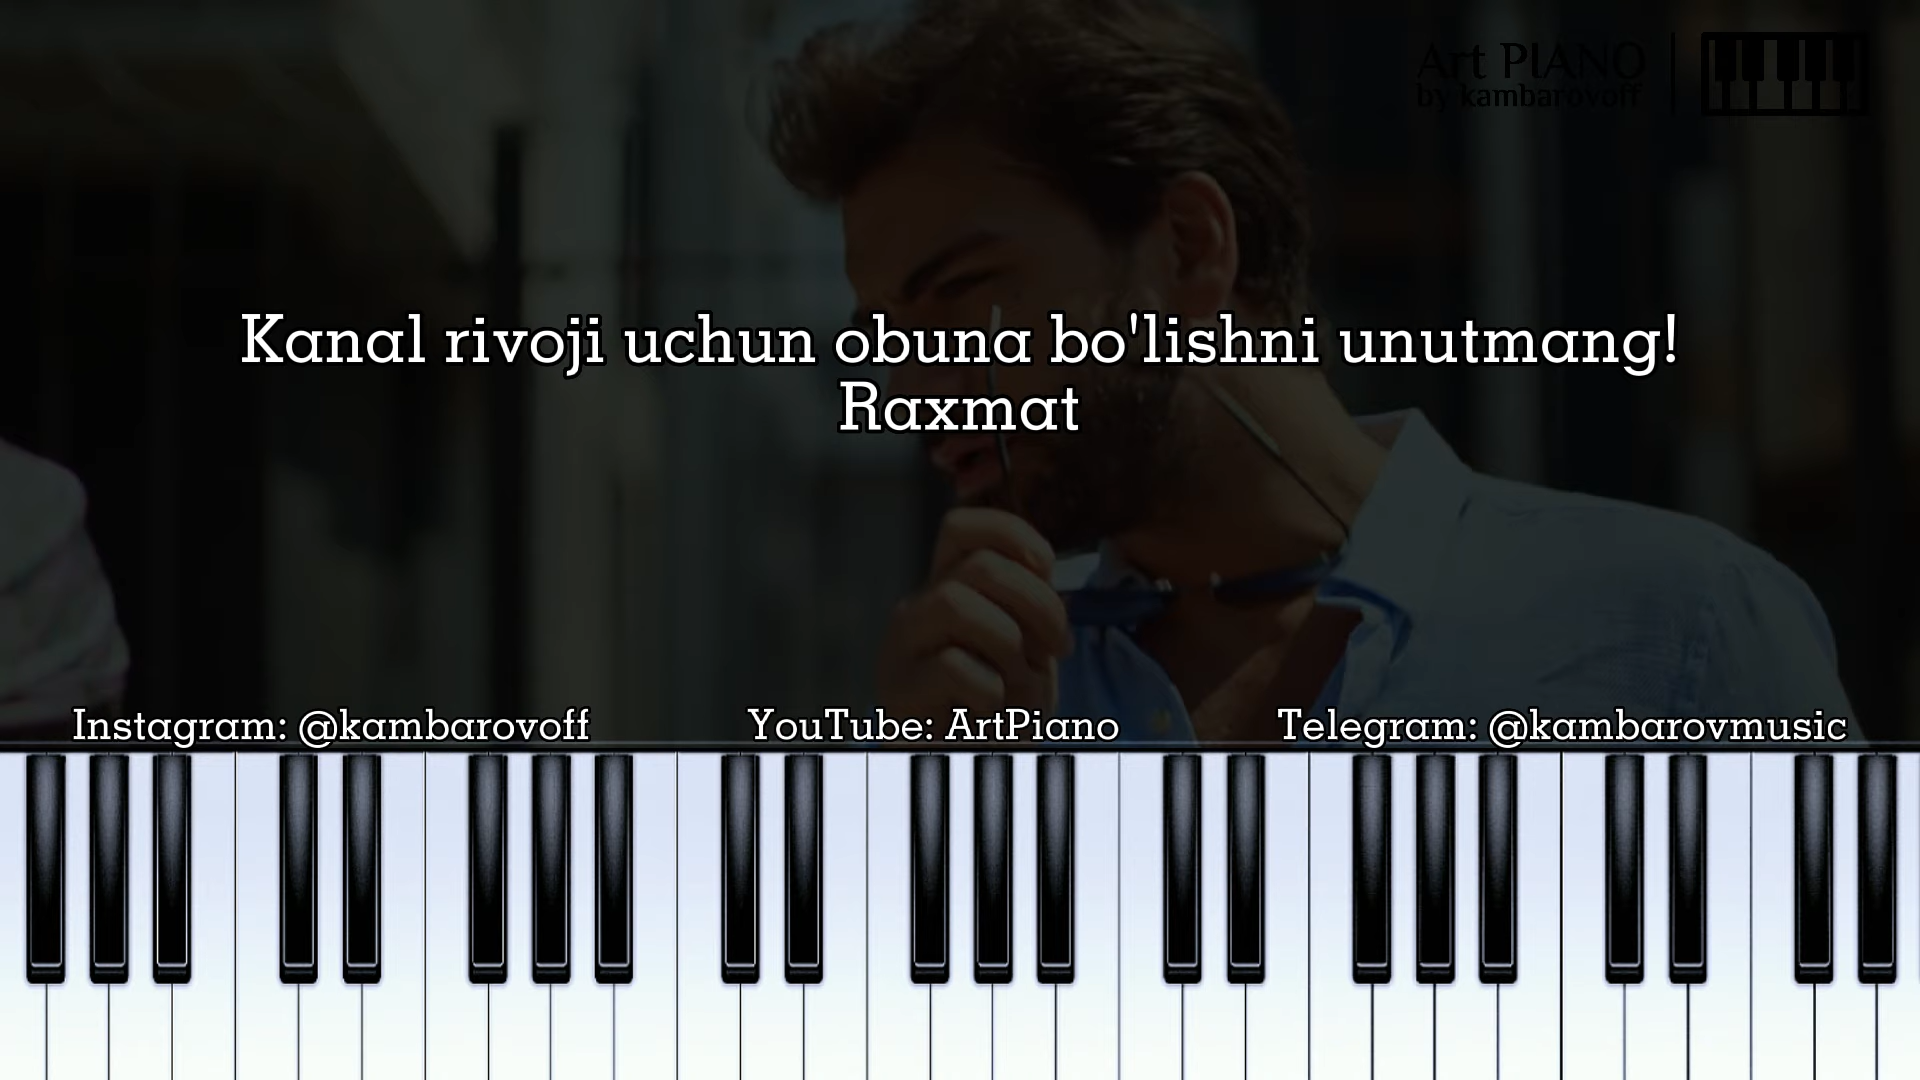 Art PIANO
by kambarovoff
Kanal rivoji uchun obuna bo'lishni unutmang!
Raxmat
Instagram: @kambarovoff
YouTube: ArtPiano
Telegram: @kambarovmusic